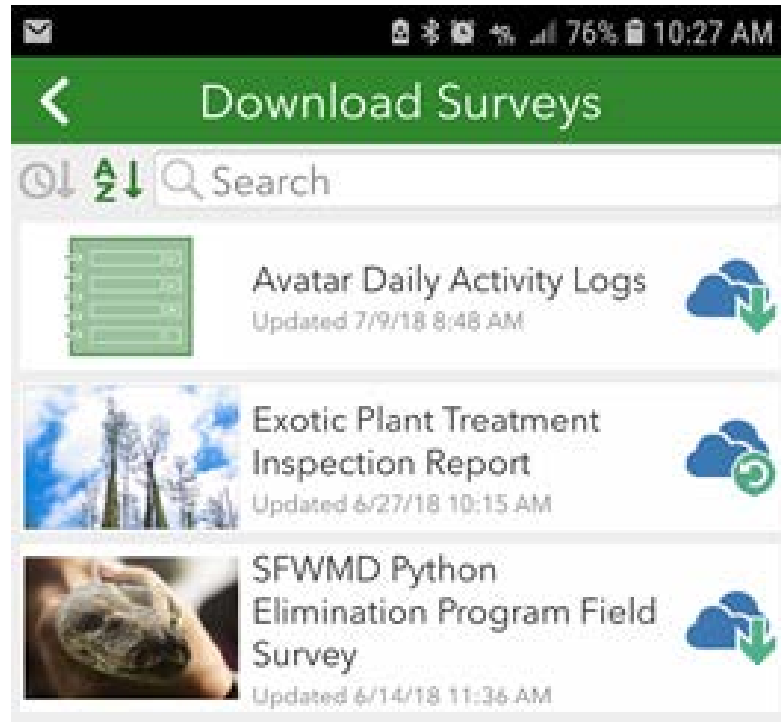 76% 10:27 AM
Download Surveys
A
Z
Search
Avatar Daily Activity Logs
Updated 7/9/18 8:48 AM
Exotic Plant Treatment
Inspection Report
Updated 6/27/18 10:15 AM
SFWMD Python
Elimination Program Field
Survey
Updated 6/14/18 11:36 AM